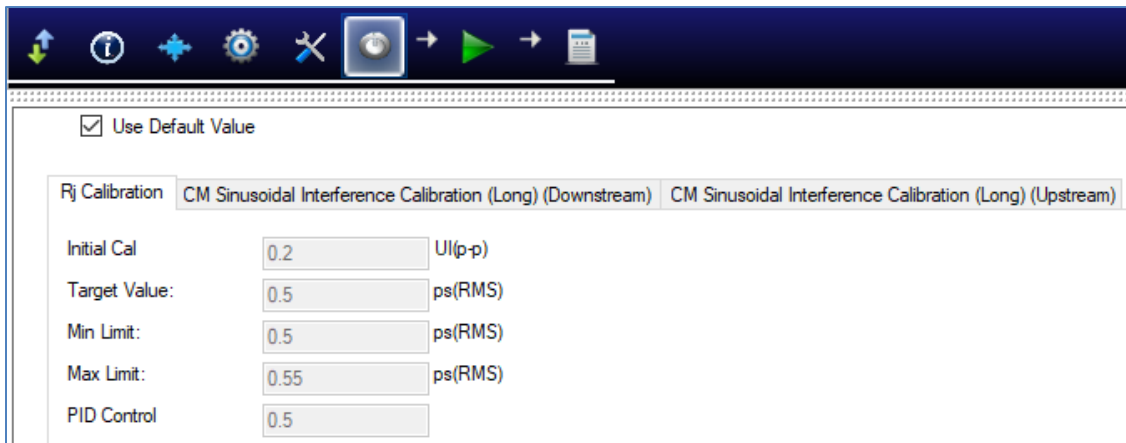 Use Default Value
Rj Calibration CM Sinusoidal Interference Calibration (Long) (Downstream) CM Sinusoidal Interference Calibration (Long) (Upstream)
Initial Cal 0.2 UI(p-p)
Target Value: 0.5 ps(RMS)
Min Limit: 0.5 ps(RMS)
Max Limit: 0.55 ps(RMS)
PID Control 0.5